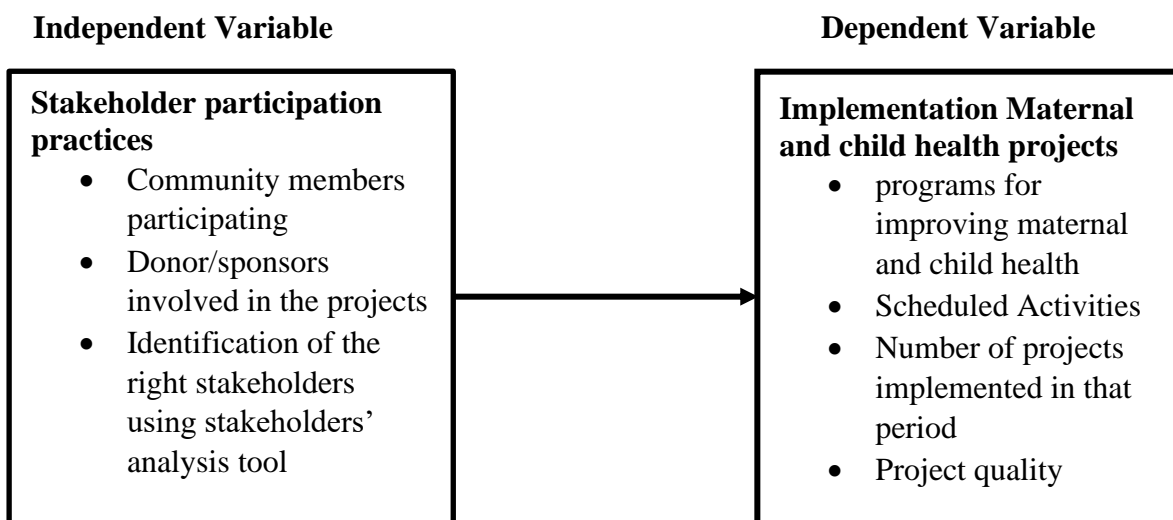 Independent Variable
Dependent Variable
Stakeholder participation
practices
• Community members
participating
• Donor/sponsors
involved in the projects
• Identification of the
right stakeholders
using stakeholders’
analysis tool
Implementation Maternal
and child health projects
• programs for
improving maternal
and child health
• Scheduled Activities
• Number of projects
implemented in that
period
• Project quality